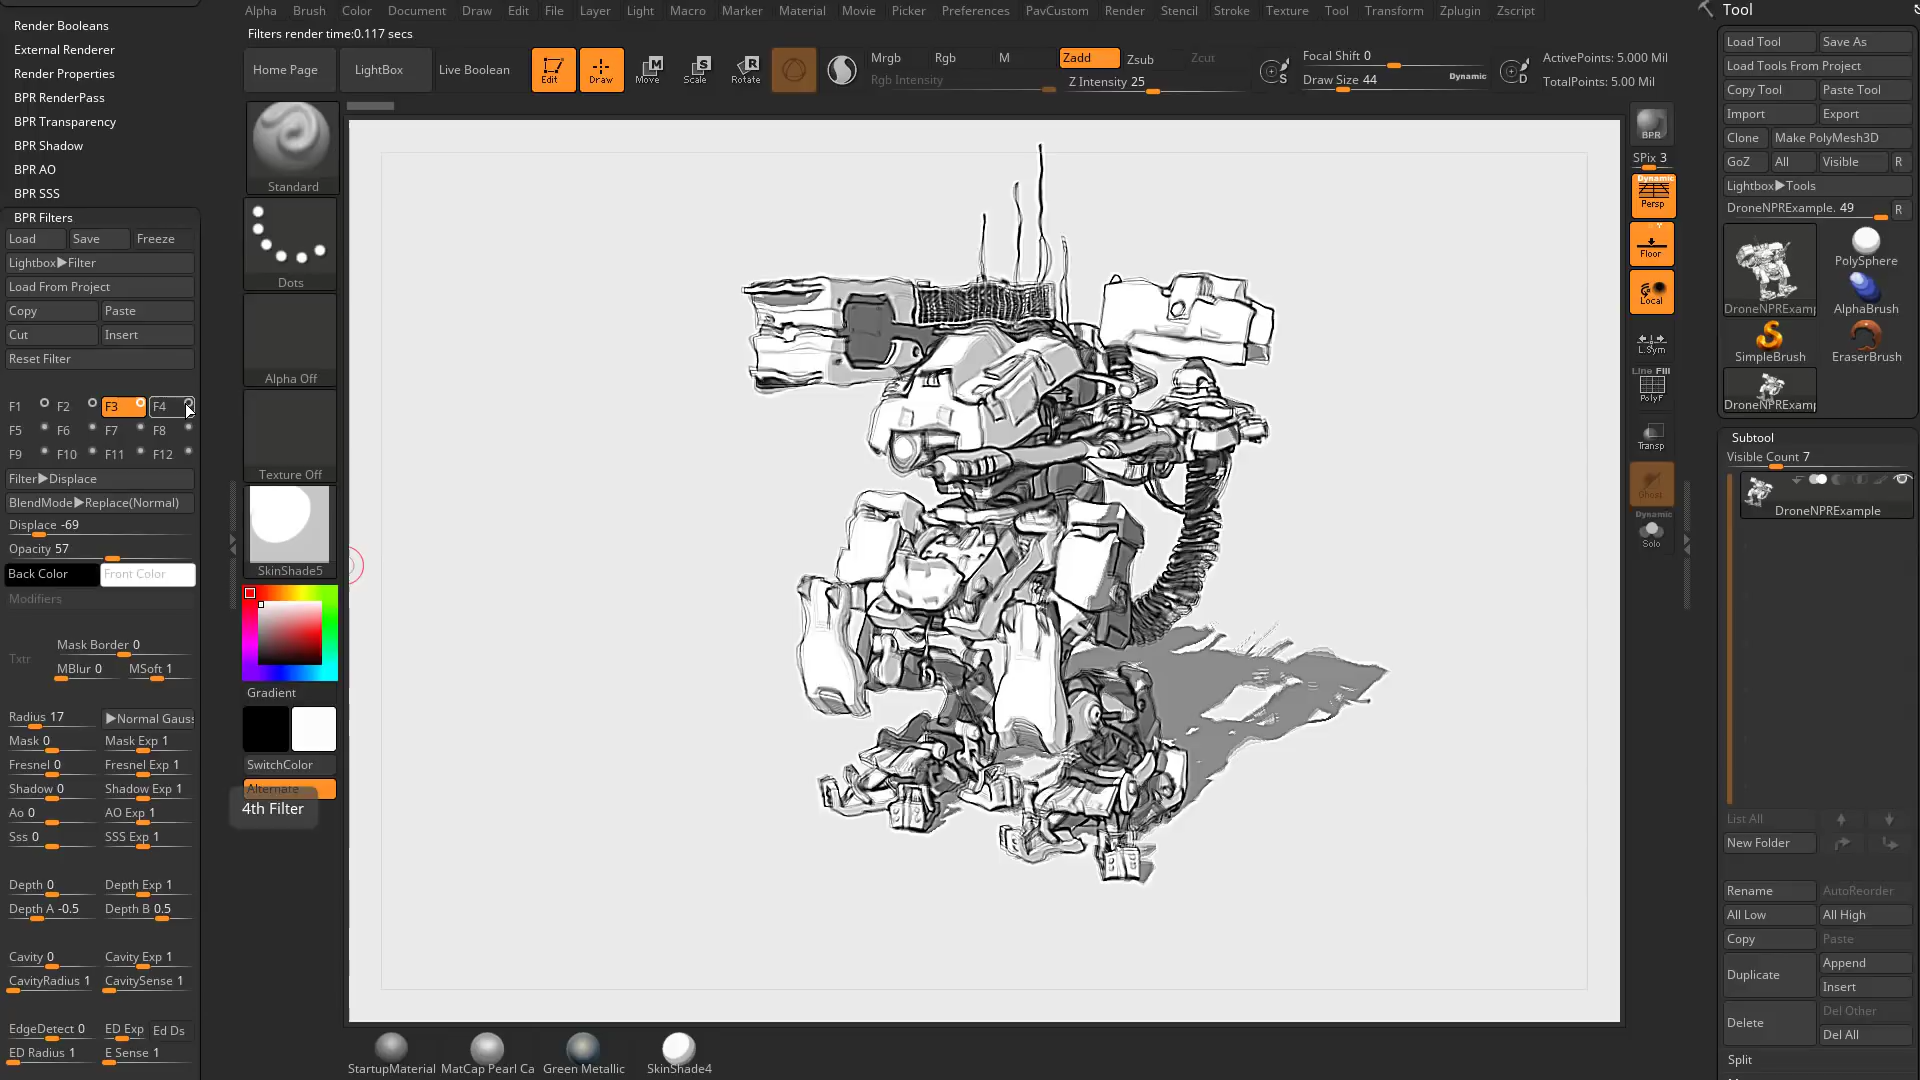 Alpha Brush Color Document Draw Edit File Layer Light Macro Marker Material Movie Picker Preferences PavCustom Render Stencil Stroke Texture Tool Transform Zplugin Zscript
Filters render time:0.117 secs
Render Booleans
External Renderer
Render Properties
BPR RenderPass
BPR Transparency
BPR Shadow
BPR AO
BPR SSS
BPR Filters
Load Save Freeze
Lightbox▶Filter
Load From Project
Copy Paste
Cut Insert
Reset Filter
F1 F2 F3 F4
F5 F6 F7 F8
F9 F10 F11 F12
Filter▶Displace
BlendMode▶Replace(Normal)
Displace -69
Opacity 57
Back Color Front Color
Modifiers
Mask Border 0
Txtr
MBlur 0 MSoft 1
Radius 17 ▶Normal Gauss
Mask 0 Mask Exp 1
Fresnel 0 Fresnel Exp 1
Shadow 0 Shadow Exp 1
Ao 0 AO Exp 1
Sss 0 SSS Exp 1
Depth 0 Depth Exp 1
Depth A -0.5 Depth B 0.5
Cavity 0 Cavity Exp 1
CavityRadius 1 CavitySense 1
EdgeDetect 0 ED Exp Ed Ds
ED Radius 1 E Sense 1
Home Page LightBox Live Boolean
Edit Draw Move Scale Rotate
Mrgb Rgb M
Rgb Intensity
Zadd Zsub Zcut
Z Intensity 25
S
Focal Shift 0
Draw Size 44 Dynamic
D
ActivePoints: 5.000 Mil
TotalPoints: 5.00 Mil
Standard
Dots
Alpha Off
Texture Off
SkinShade5
Gradient
SwitchColor
Alternate
4th Filter
StartupMaterial MatCap Pearl Ca Green Metallic SkinShade4
BPR
SPix 3
Dynamic
Persp
Floor
Local
L.Sym
Line Fill
PolyF
Transp
Ghost
Dynamic
Solo
Tool
Load Tool Save As
Load Tools From Project
Copy Tool Paste Tool
Import Export
Clone Make PolyMesh3D
GoZ All Visible R
Lightbox▶Tools
DroneNPRExample. 49 R
DroneNPRExamp
PolySphere
AlphaBrush
SimpleBrush
EraserBrush
DroneNPRExamp
Subtool
Visible Count 7
DroneNPRExample
List All
New Folder
Rename AutoReorder
All Low All High
Copy Paste
Duplicate
Append
Insert
Delete
Del Other
Del All
Split